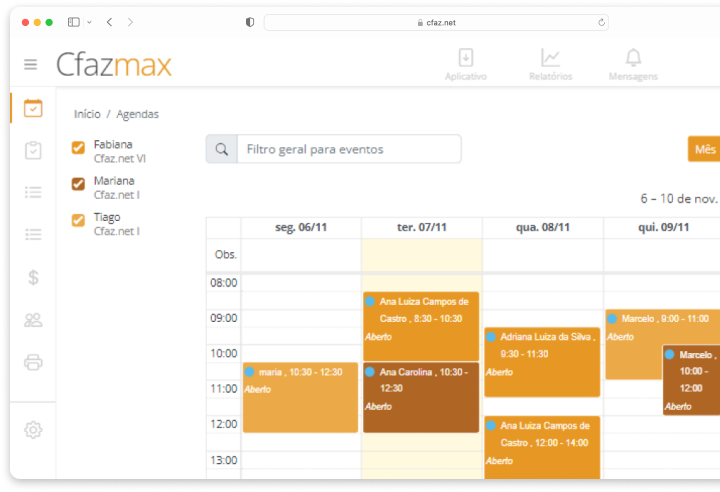 cfaz.net
Cfazmax
Aplicativo
Relatórios
Mensagens
Início / Agendas
Fabiana
Cfaz.net VI
Mariana
Cfaz.net I
Tiago
Cfaz.net I
Filtro geral para eventos
Mês
6 – 10 de nov.
seg. 06/11
ter. 07/11
qua. 08/11
qui. 09/11
Obs.
08:00
09:00
10:00
11:00
12:00
13:00
maria , 10:30 - 12:30
Aberto
Ana Luiza Campos de
Castro , 8:30 - 10:30
Aberto
Ana Carolina , 10:30 -
12:30
Aberto
Adriana Luiza da Silva ,
9:30 - 11:30
Aberto
Ana Luiza Campos de
Castro , 12:00 - 14:00
Aberto
Marcelo , 9:00 - 11:00
Aberto
Marcelo ,
10:00 -
12:00
Aberto